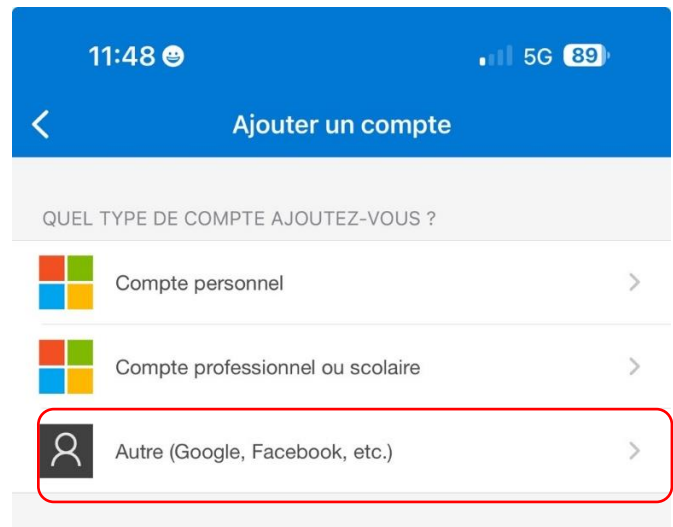 11:48 5G 89
Ajouter un compte
QUEL TYPE DE COMPTE AJOUTEZ-VOUS ?
Compte personnel
Compte professionnel ou scolaire
Autre (Google, Facebook, etc.)